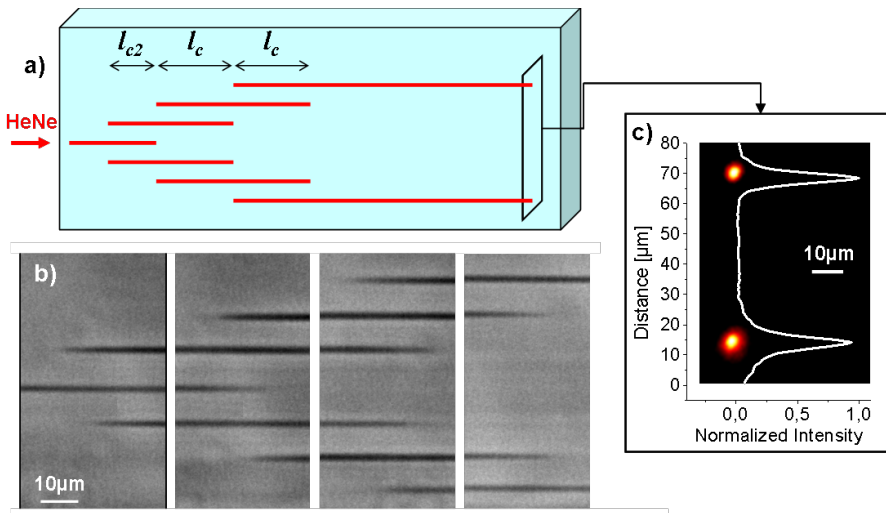 a)
l_c2 l_c l_c
HeNe
b)
10µm
c)
80
70
60
50
40
30
20
10
0
Distance [µm]
10µm
0,0 0,5 1,0
Normalized Intensity